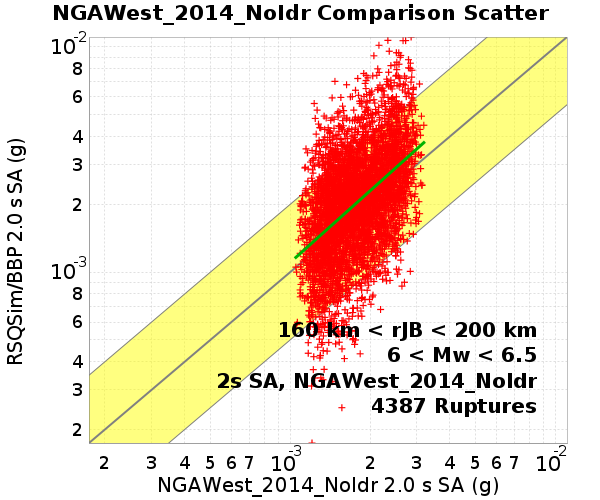 NGAWest_2014_NoIdr Comparison Scatter
RSQSim/BBP 2.0 s SA (g)
10-2
8
6
4
3
2
10-3
8
6
4
3
2
160 km < rJB < 200 km
6 < Mw < 6.5
2s SA, NGAWest_2014_NoIdr
4387 Ruptures
2 3 4 5 6 7 10-3 2 3 4 5 6 7 10-2
NGAWest_2014_NoIdr 2.0 s SA (g)